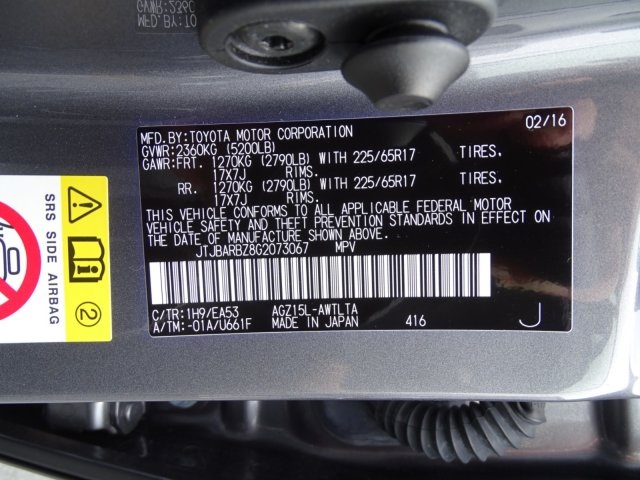 02/16
MFD.BY:TOYOTA MOTOR CORPORATION
GVWR:2360KG (5200LB)
GAWR:FRT. 1270KG (2790LB) WITH 225/65R17 TIRES.
17X7J RIMS.
RR. 1270KG (2790LB) WITH 225/65R17 TIRES.
17X7J RIMS.
THIS VEHICLE CONFORMS TO ALL APPLICABLE FEDERAL MOTOR
VEHICLE SAFETY AND THEFT PREVENTION STANDARDS IN EFFECT ON
THE DATE OF MANUFACTURE SHOWN ABOVE.
JTJBARBZ8G2073067 MPV
C/TR:1H9/EA53 AGZ15L-AWTLTA
A/TM:-01A/U661F MADE IN JAPAN 416 J
SRS SIDE AIRBAG
2